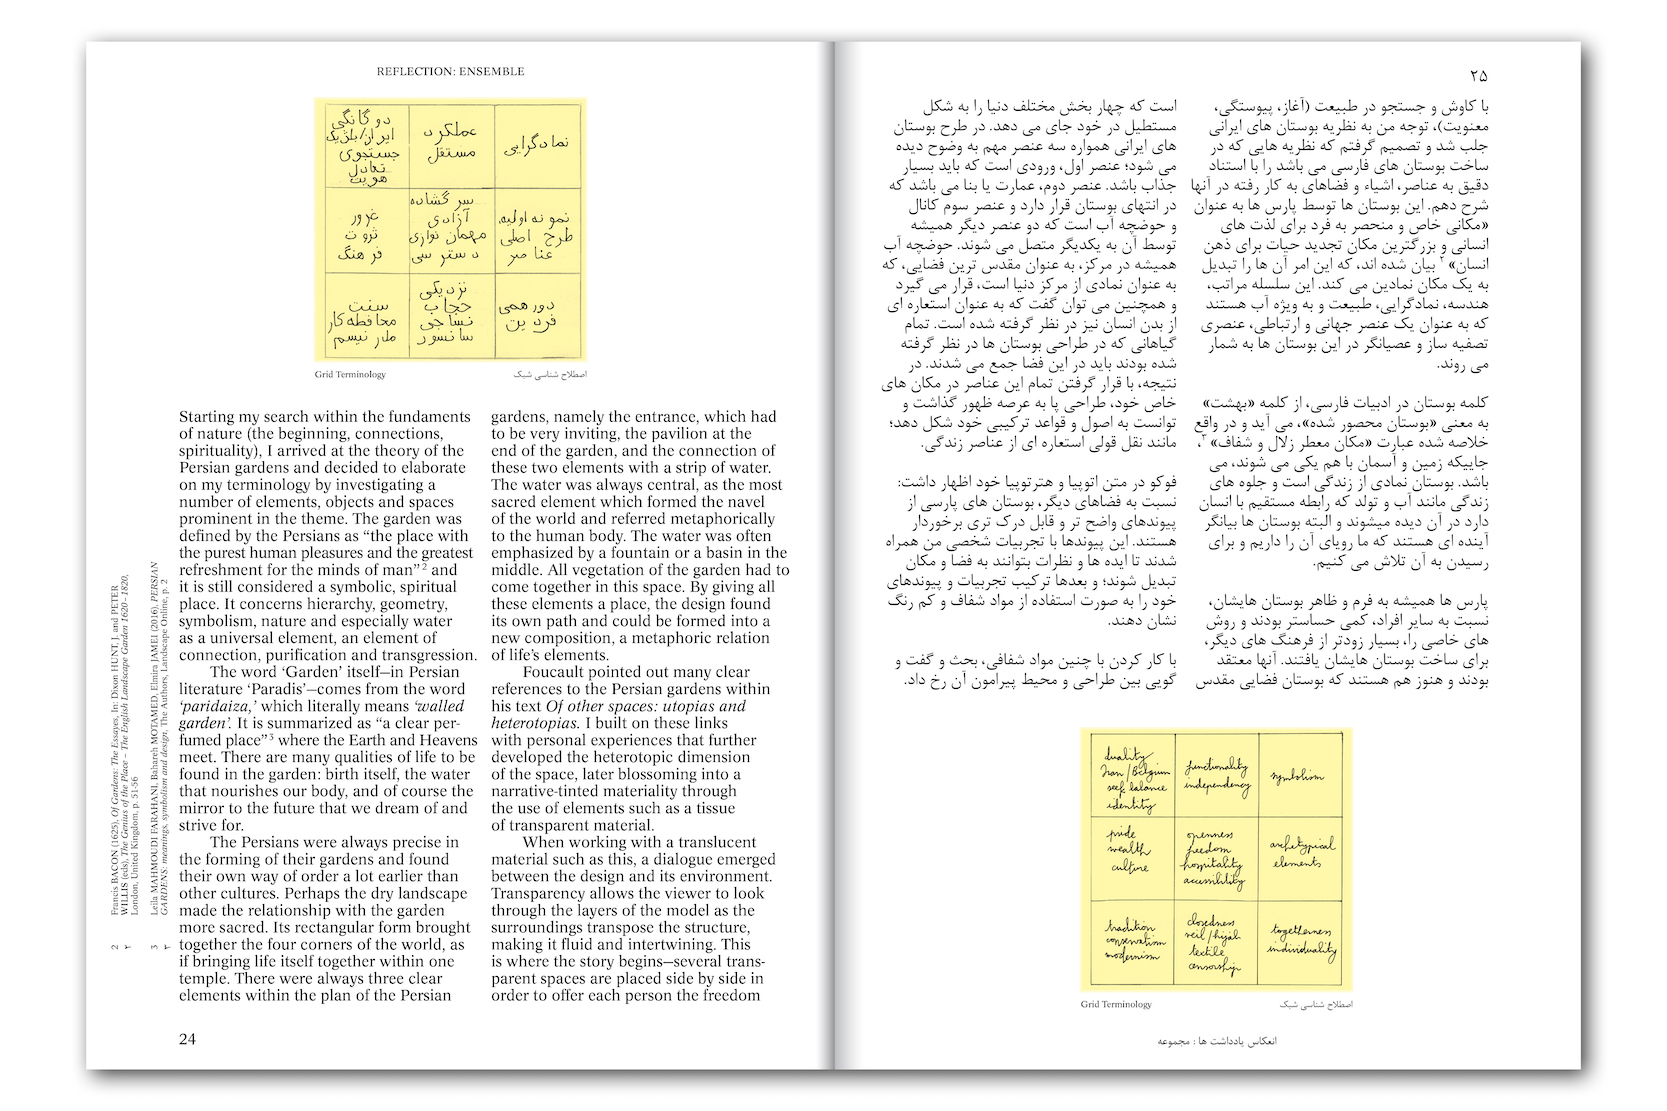 REFLECTION: ENSEMBLE
دوگانگی
ایران/بلژیک
جستجوی
تعادل
هویت
عملکرد
مستقل
نمادگرایی
غرور
ثروت
فرهنگ
سرگشاده
آزادی
مهمان نوازی
دسترسی
نمونه اولیه
طرح اصلی
عناصر
سنت
محافظه کار
مدرنیسم
نزدیکی
حجاب
نساجی
سانسور
دورهمی
فردین
Grid Terminology
اصطلاح شناسی شبک
Starting my search within the fundaments
of nature (the beginning, connections,
spirituality), I arrived at the theory of the
Persian gardens and decided to elaborate
on my terminology by investigating a
number of elements, objects and spaces
prominent in the theme. The garden was
defined by the Persians as “the place with
the purest human pleasures and the greatest
refreshment for the minds of man”2 and
it is still considered a symbolic, spiritual
place. It concerns hierarchy, geometry,
symbolism, nature and especially water
as a universal element, an element of
connection, purification and transgression.
The word ‘Garden’ itself—in Persian
literature ‘Paradis’—comes from the word
‘paridaiza,’ which literally means ‘walled
garden’. It is summarized as “a clear per-
fumed place”3 where the Earth and Heavens
meet. There are many qualities of life to be
found in the garden: birth itself, the water
that nourishes our body, and of course the
mirror to the future that we dream of and
strive for.
The Persians were always precise in
the forming of their gardens and found
their own way of order a lot earlier than
other cultures. Perhaps the dry landscape
made the relationship with the garden
more sacred. Its rectangular form brought
together the four corners of the world, as
if bringing life itself together within one
temple. There were always three clear
elements within the plan of the Persian
gardens, namely the entrance, which had
to be very inviting, the pavilion at the
end of the garden, and the connection of
these two elements with a strip of water.
The water was always central, as the most
sacred element which formed the navel
of the world and referred metaphorically
to the human body. The water was often
emphasized by a fountain or a basin in the
middle. All vegetation of the garden had to
come together in this space. By giving all
these elements a place, the design found
its own path and could be formed into a
new composition, a metaphoric relation
of life’s elements.
Foucault pointed out many clear
references to the Persian gardens within
his text Of other spaces: utopias and
heterotopias. I built on these links
with personal experiences that further
developed the heterotopic dimension
of the space, later blossoming into a
narrative-tinted materiality through
the use of elements such as a tissue
of transparent material.
When working with a translucent
material such as this, a dialogue emerged
between the design and its environment.
Transparency allows the viewer to look
through the layers of the model as the
surroundings transpose the structure,
making it fluid and intertwining. This
is where the story begins—several trans-
parent spaces are placed side by side in
order to offer each person the freedom
2
۲
Francis BACON (1625), Of Gardens: The Essayes, In: Dixon HUNT, J. and PETER
WILLIS (eds), The Genius of the Place – The English Landscape Garden 1620–1820,
London, United Kingdom, p. 51-56
3
۳
Leila MAHMOUDI FARAHANI, Bahareh MOTAMED, Elmira JAMEI (2016), PERSIAN
GARDENS: meanings, symbolism and design, The Authors, Landscape Online, p. 2
24
۲۵
با کاوش و جستجو در طبیعت (آغاز، پیوستگی،
معنویت)، توجه من به نظریه بوستان های ایرانی
جلب شد و تصمیم گرفتم که نظریه هایی که در
ساخت بوستان های فارسی می باشد را با استناد
دقیق به عناصر، اشیاء و فضاهای به کار رفته در آنها
شرح دهم. این بوستان ها توسط پارس ها به عنوان
«مکانی خاص و منحصر به فرد برای لذت های
انسانی و بزرگترین مکان تجدید حیات برای ذهن
انسان» ۲ بیان شده اند، که این امر آن ها را تبدیل
به یک مکان نمادین می کند. این سلسله مراتب،
هندسه، نمادگرایی، طبیعت و به ویژه آب هستند
که به عنوان یک عنصر جهانی و ارتباطی، عنصری
تصفیه ساز و عصیانگر در این بوستان ها به شمار
می روند.
کلمه بوستان در ادبیات فارسی، از کلمه «بهشت»
به معنی «بوستان محصور شده»، می آید و در واقع
خلاصه شده عبارت «مکان معطر زلال و شفاف» ۳،
جاییکه زمین و آسمان با هم یکی می شوند، می
باشد. بوستان نمادی از زندگی است و جلوه های
زندگی مانند آب و تولد که رابطه مستقیم با انسان
دارد در آن دیده میشوند و البته بوستان ها بیانگر
آینده ای هستند که ما رویای آن را داریم و برای
رسیدن به آن تلاش می کنیم.
پارس ها همیشه به فرم و ظاهر بوستان هایشان،
نسبت به سایر افراد، کمی حساستر بودند و روش
های خاصی را، بسیار زودتر از فرهنگ های دیگر،
برای ساخت بوستان هایشان یافتند. آنها معتقد
بودند و هنوز هم هستند که بوستان فضایی مقدس
است که چهار بخش مختلف دنیا را به شکل
مستطیل در خود جای می دهد. در طرح بوستان
های ایرانی همواره سه عنصر مهم به وضوح دیده
می شود؛ عنصر اول، ورودی است که باید بسیار
جذاب باشد. عنصر دوم، عمارت یا بنا می باشد که
در انتهای بوستان قرار دارد و عنصر سوم کانال
و حوضچه آب است که دو عنصر دیگر همیشه
توسط آن به یکدیگر متصل می شوند. حوضچه آب
همیشه در مرکز، به عنوان مقدس ترین فضایی، که
به عنوان نمادی از مرکز دنیا است، قرار می گیرد
و همچنین می توان گفت که به عنوان استعاره ای
از بدن انسان نیز در نظر گرفته شده است. تمام
گیاهانی که در طراحی بوستان ها در نظر گرفته
شده بودند باید در این فضا جمع می شدند. در
نتیجه، با قرار گرفتن تمام این عناصر در مکان های
خاص خود، طراحی پا به عرصه ظهور گذاشت و
توانست به اصول و قواعد ترکیبی خود شکل دهد؛
مانند نقل قولی استعاره ای از عناصر زندگی.
فوکو در متن اتوپیا و هترتوپیا خود اظهار داشت:
نسبت به فضاهای دیگر، بوستان های پارسی از
پیوندهای واضح تر و قابل درک تری برخوردار
هستند. این پیوندها با تجربیات شخصی من همراه
شدند تا ایده ها و نظرات بتوانند به فضا و مکان
تبدیل شوند؛ و بعدها ترکیب تجربیات و پیوندهای
خود را به صورت استفاده از مواد شفاف و کم رنگ
نشان دهند.
با کار کردن با چنین مواد شفافی، بحث و گفت و
گویی بین طراحی و محیط پیرامون آن رخ داد.
duality
Iran/Belgium
seek balance
identity
functionality
independency
symbolism
pride
wealth
culture
openness
freedom
hospitality
accessibility
archetypical
elements
tradition
conservatism
modernism
closedness
veil/hijab
textile
censorship
togetherness
individuality
Grid Terminology
اصطلاح شناسی شبک
انعکاس یادداشت ها : مجموعه